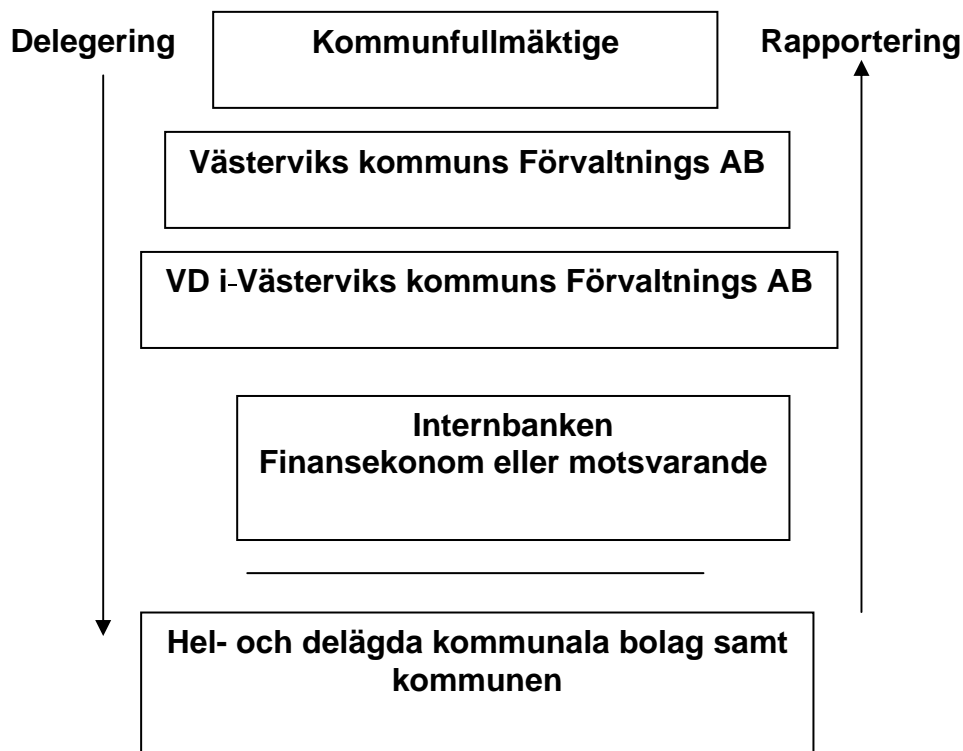 Delegering
Kommunfullmäktige
Rapportering
Västerviks kommuns Förvaltnings AB
VD i-Västerviks kommuns Förvaltnings AB
Internbanken
Finansekonom eller motsvarande
Hel- och delägda kommunala bolag samt
kommunen